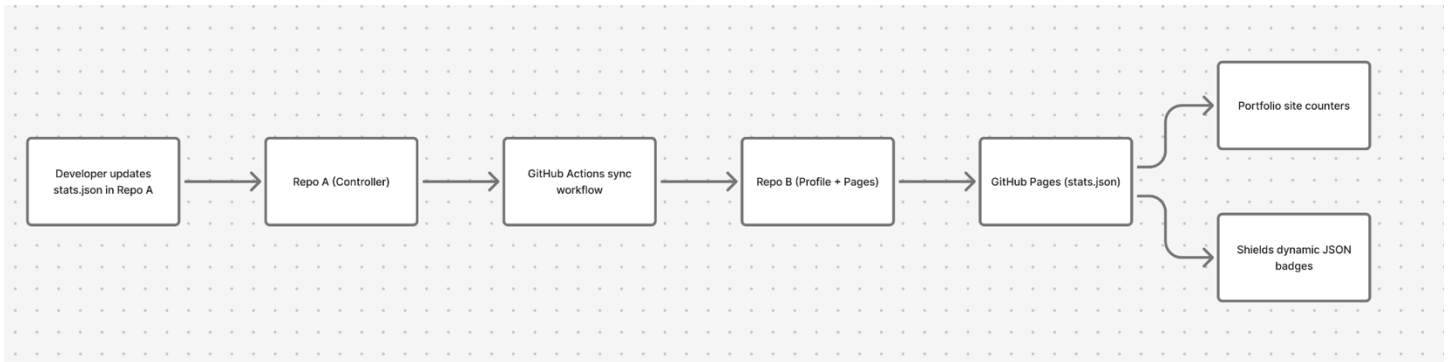 Developer updates
stats.json in Repo A
Repo A (Controller)
GitHub Actions sync
workflow
Repo B (Profile + Pages)
GitHub Pages (stats.json)
Portfolio site counters
Shields dynamic JSON
badges